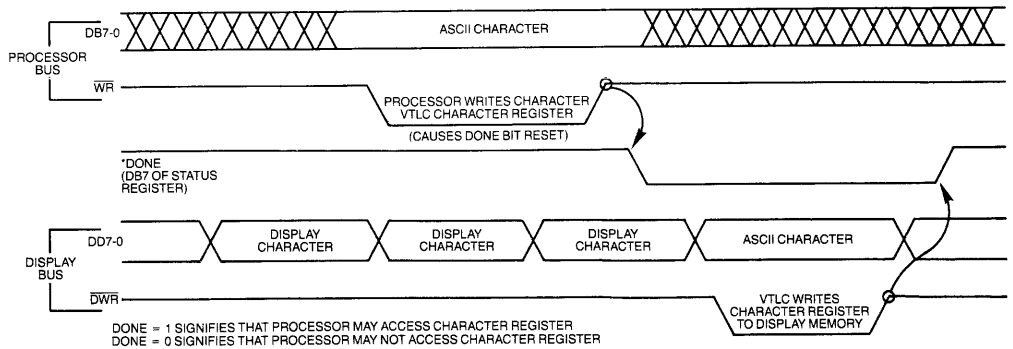 DB7-0
ASCII CHARACTER
PROCESSOR
BUS
WR
PROCESSOR WRITES CHARACTER
VTLC CHARACTER REGISTER
(CAUSES DONE BIT RESET)
*DONE
(DB7 OF STATUS
REGISTER)
DD7-0
DISPLAY
CHARACTER
DISPLAY
CHARACTER
DISPLAY
CHARACTER
ASCII CHARACTER
DISPLAY
BUS
DWR
VTLC WRITES
CHARACTER REGISTER
TO DISPLAY MEMORY
DONE = 1 SIGNIFIES THAT PROCESSOR MAY ACCESS CHARACTER REGISTER
DONE = 0 SIGNIFIES THAT PROCESSOR MAY NOT ACCESS CHARACTER REGISTER